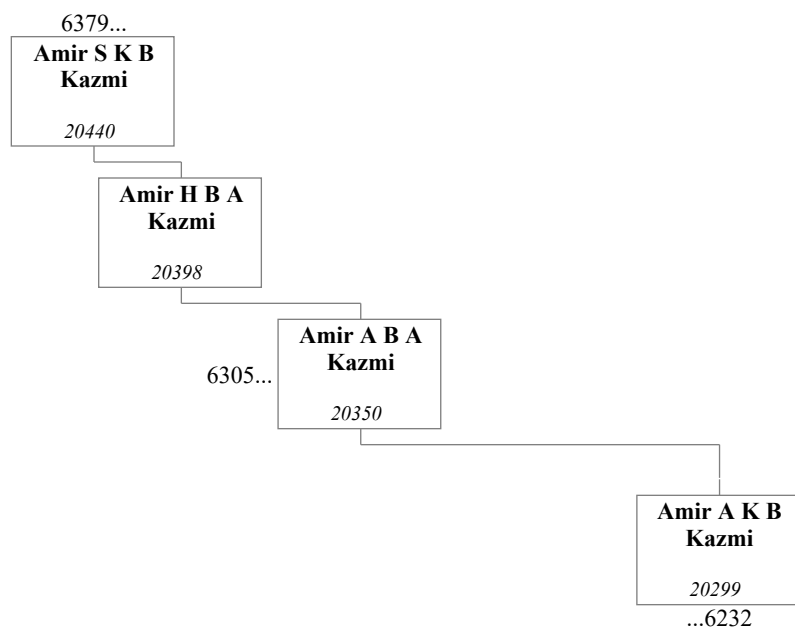 6379...
Amir S K B
Kazmi
20440
Amir H B A
Kazmi
20398
Amir A B A
Kazmi
6305...
20350
Amir A K B
Kazmi
20299
...6232